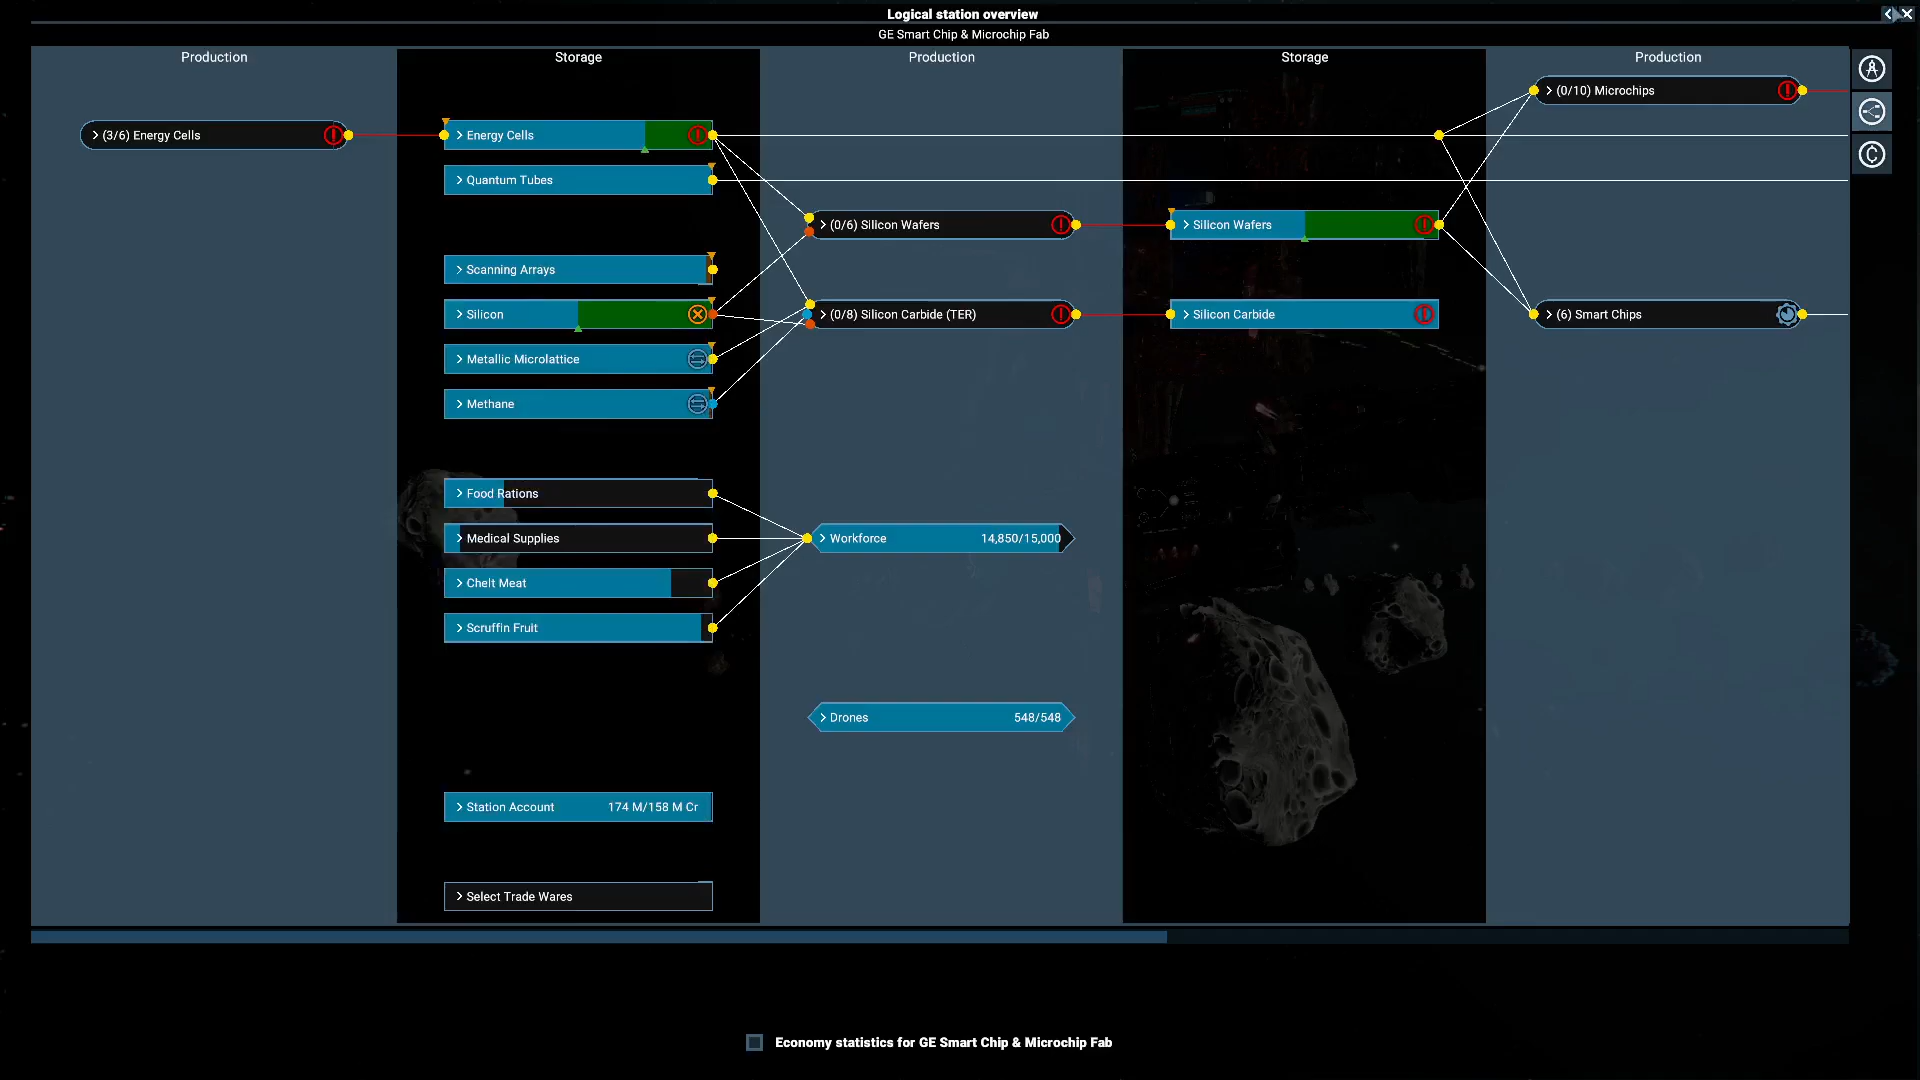 Logical station overview
GE Smart Chip & Microchip Fab
Production
Storage
Production
Storage
Production
(3/6) Energy Cells
Energy Cells
Quantum Tubes
Scanning Arrays
Silicon
Metallic Microlattice
Methane
Food Rations
Medical Supplies
Chelt Meat
Scruffin Fruit
Station Account 174 M/158 M Cr
Select Trade Wares
(0/6) Silicon Wafers
(0/8) Silicon Carbide (TER)
Workforce 14,850/15,000
Drones 548/548
Silicon Wafers
Silicon Carbide
(0/10) Microchips
(6) Smart Chips
Economy statistics for GE Smart Chip & Microchip Fab